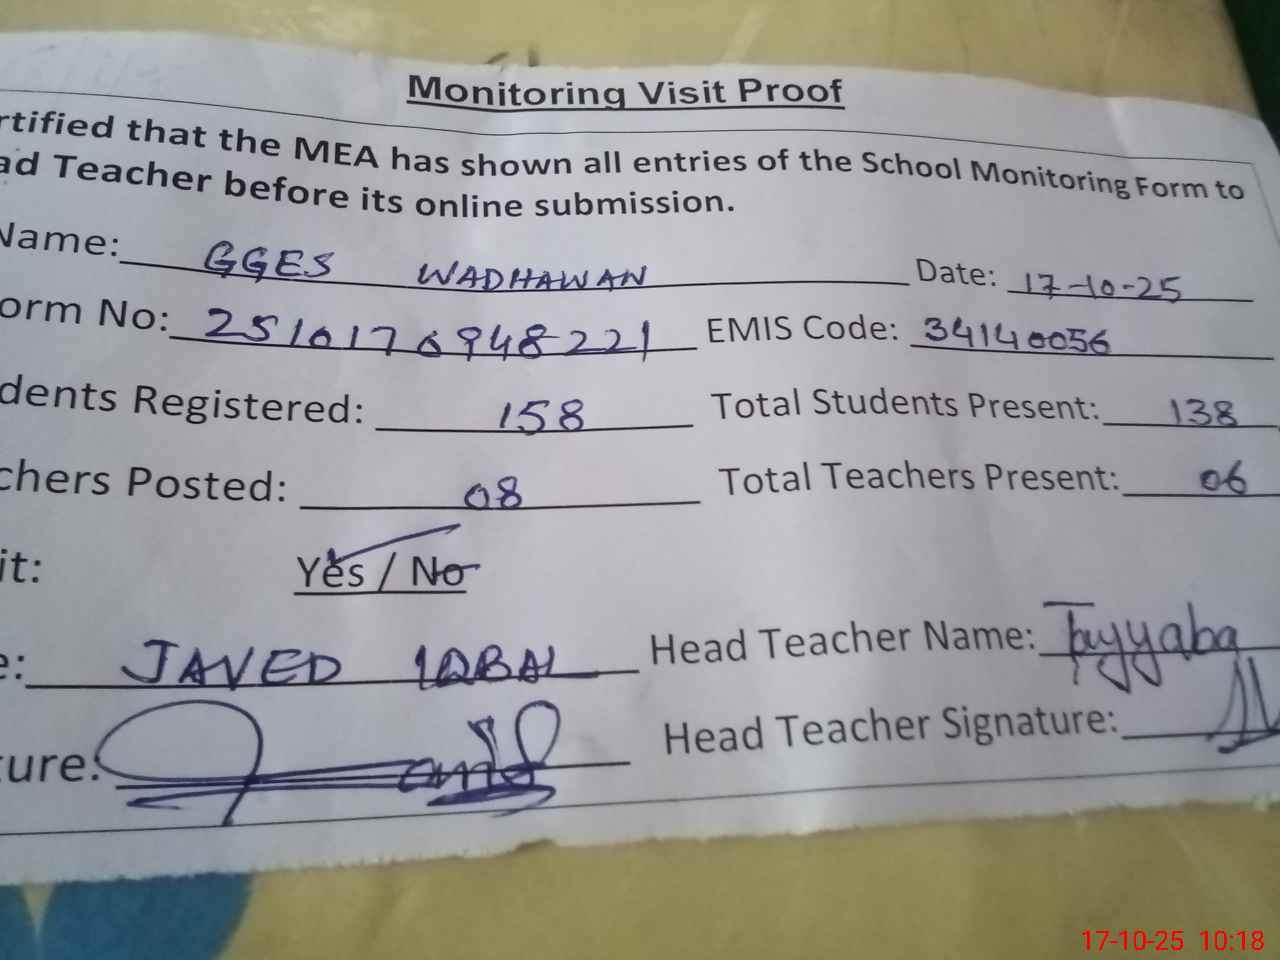 Monitoring Visit Proof
rtified that the MEA has shown all entries of the School Monitoring Form to
ad Teacher before its online submission.
Name: GGES WADHAWAN Date: 17-10-25
orm No: 2510170948221 EMIS Code: 34140056
dents Registered: 158 Total Students Present: 138
chers Posted: 08 Total Teachers Present: 06
it: Yes / No
e: JAVED IQBAL Head Teacher Name: Tayyaba
ture: Head Teacher Signature:
17-10-25 10:18